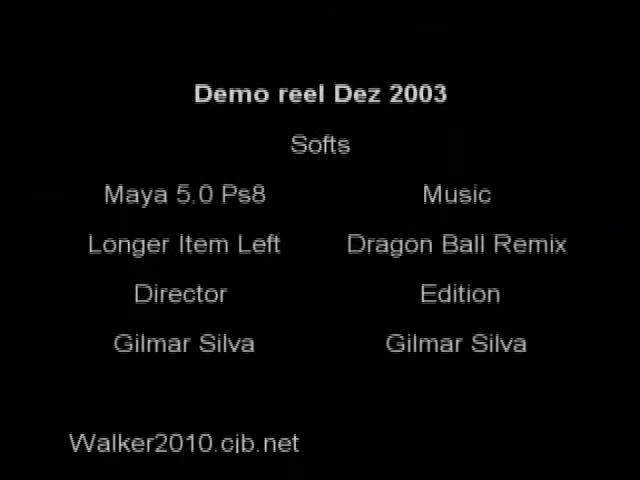 Demo reel Dez 2003
Softs
Maya 5.0 Ps8 Music
Longer Item Left Dragon Ball Remix
Director Edition
Gilmar Silva Gilmar Silva
Walker2010.cjb.net